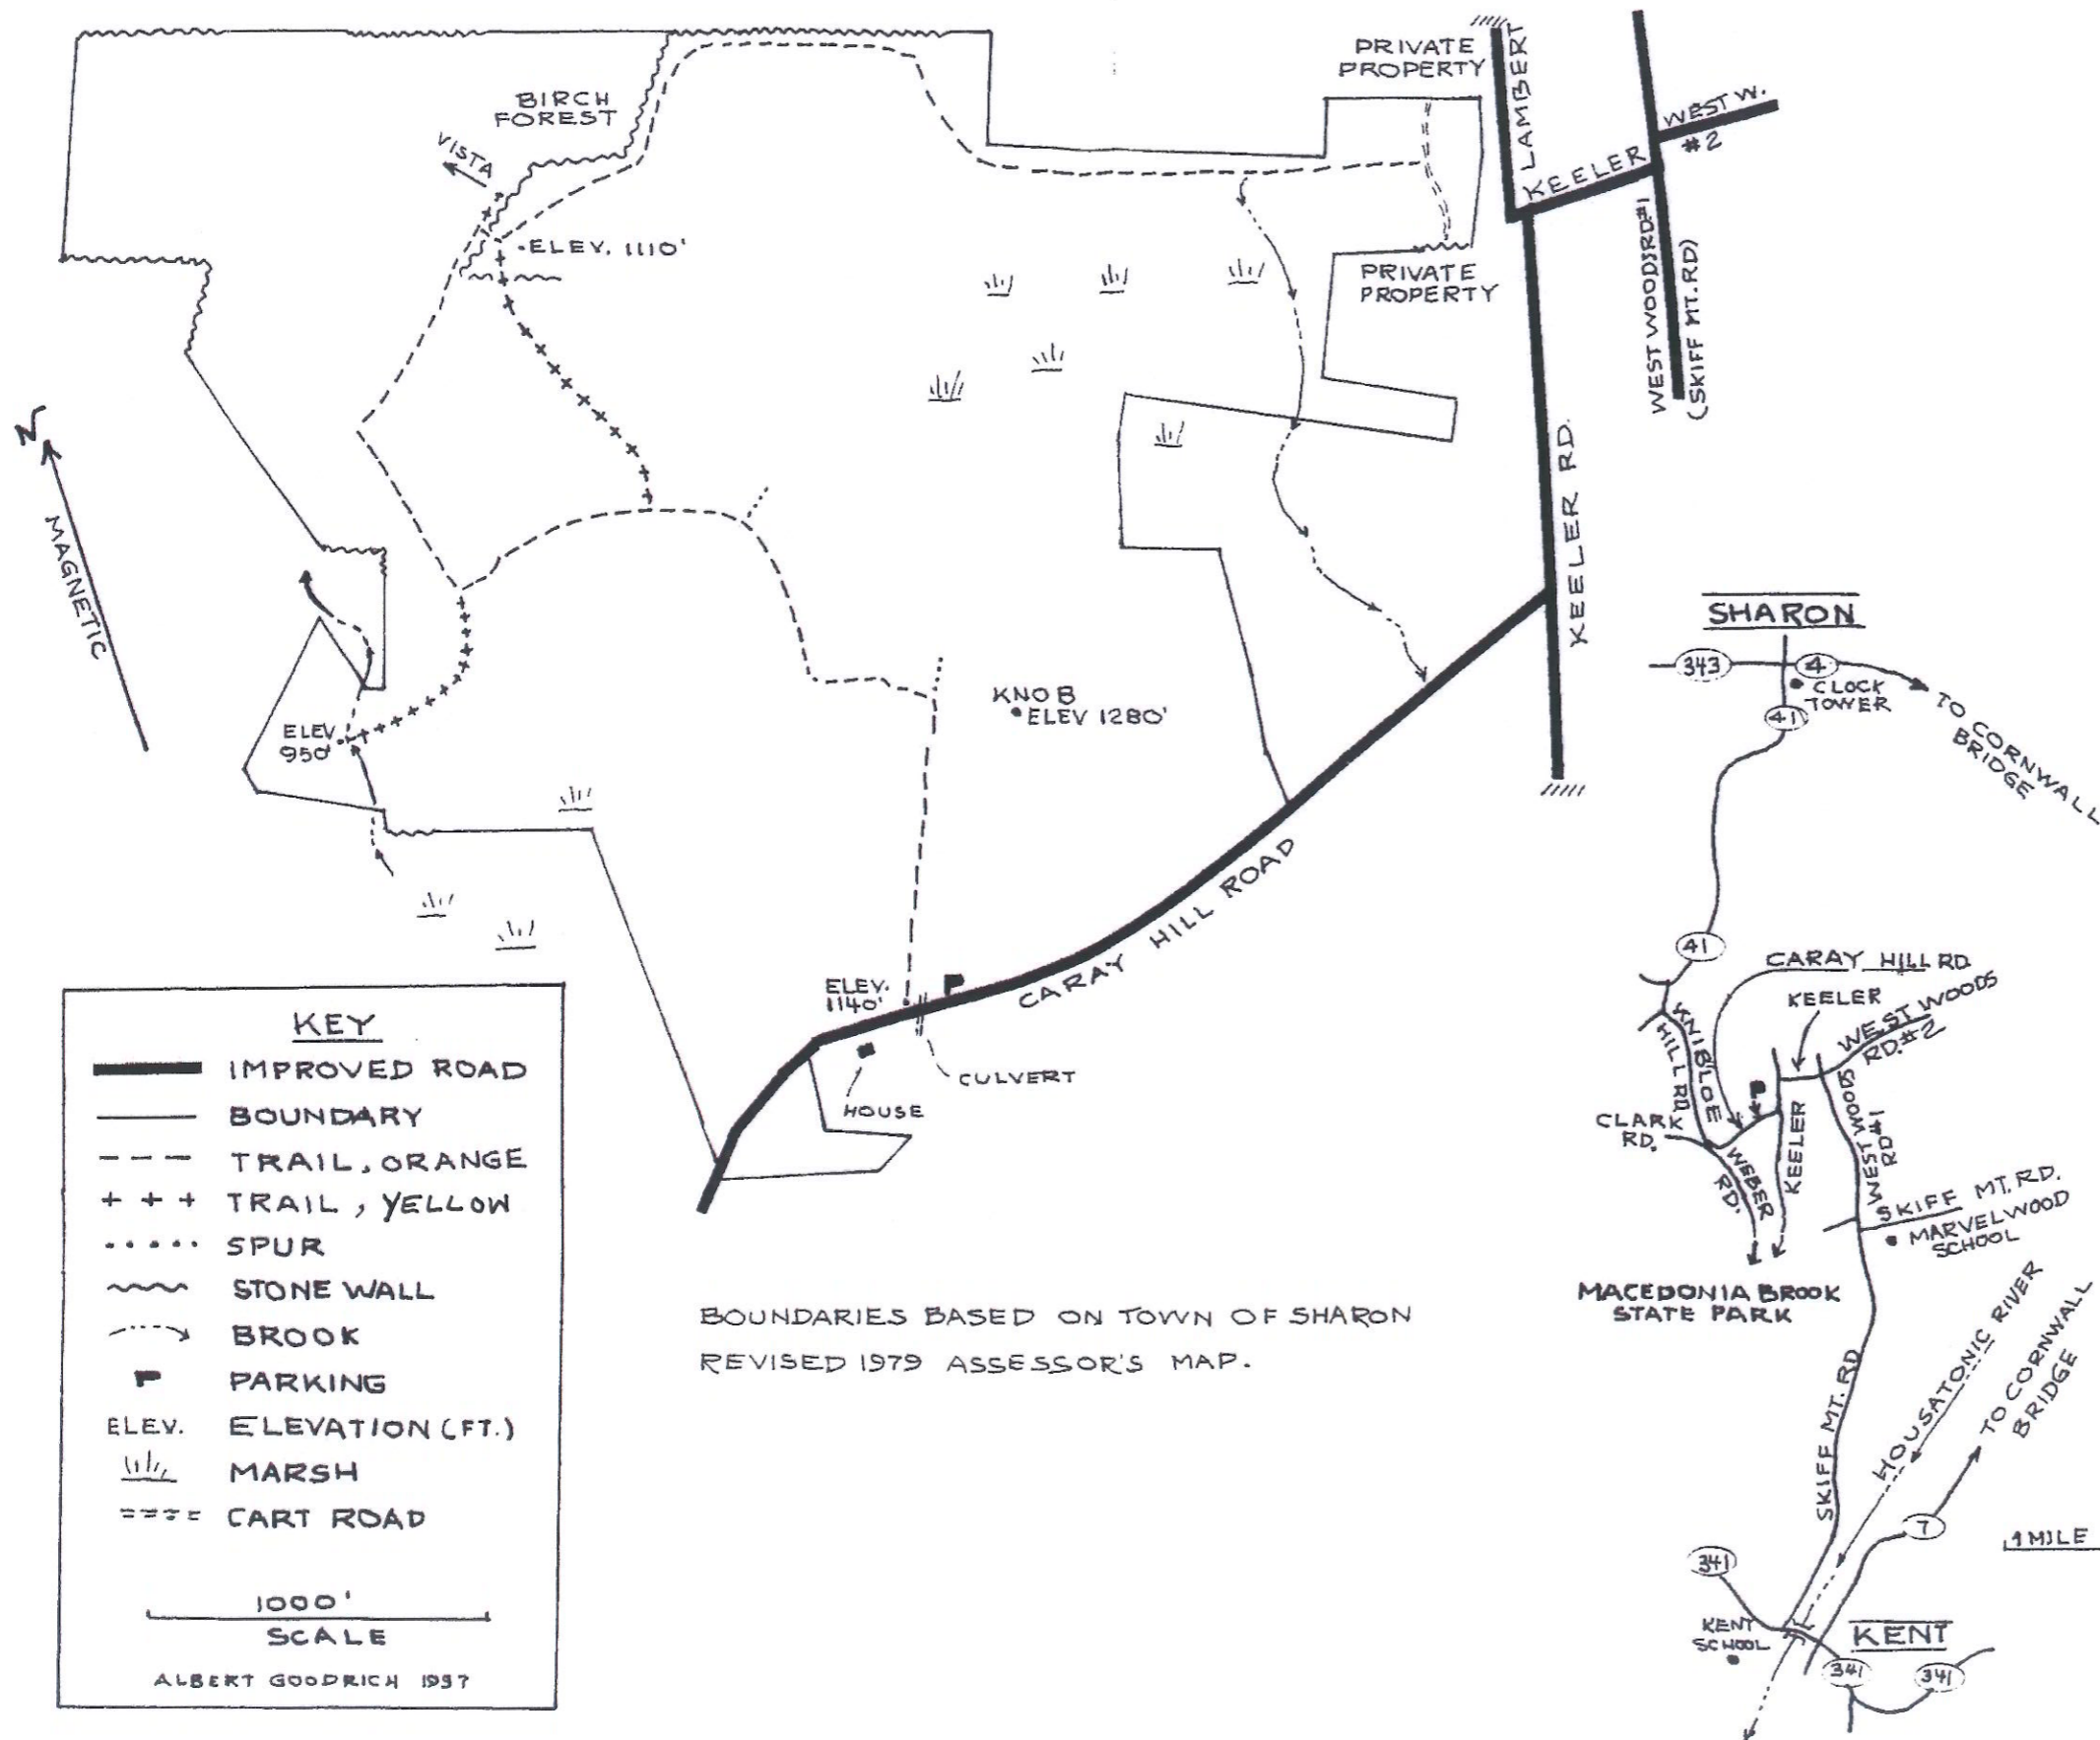 BIRCH
FOREST
VISTA
ELEV. 1110'
PRIVATE
PROPERTY
LAMBERT
WEST W.
#2
KEELER
WEST WOODSRD#1
(SKIFF MT. RD)
PRIVATE
PROPERTY
KEELER RD.
N
MAGNETIC
ELEV
950'
KNOB
ELEV 1280'
CARAY HILL ROAD
P
ELEV.
1140'
CULVERT
HOUSE
KEY
IMPROVED ROAD
BOUNDARY
TRAIL, ORANGE
TRAIL, YELLOW
SPUR
STONE WALL
BROOK
P PARKING
ELEV. ELEVATION (FT.)
MARSH
CART ROAD
1000'
SCALE
ALBERT GOODRICH 1997
BOUNDARIES BASED ON TOWN OF SHARON
REVISED 1979 ASSESSOR'S MAP.
SHARON
343
4
CLOCK
TOWER
41
TO CORNWALL
BRIDGE
41
CARAY HILL RD.
KEELER
WEST WOODS
RD.#2
KNIBLOE
HILL RD.
P
CLARK
RD.
WEBER
RD.
KEELER
WEST WOODS
RD #1
SKIFF MT. RD.
MARVELWOOD
SCHOOL
MACEDONIA BROOK
STATE PARK
SKIFF MT. RD
HOUSATONIC RIVER
TO CORNWALL
BRIDGE
7
1 MILE
341
KENT
SCHOOL
KENT
341
341